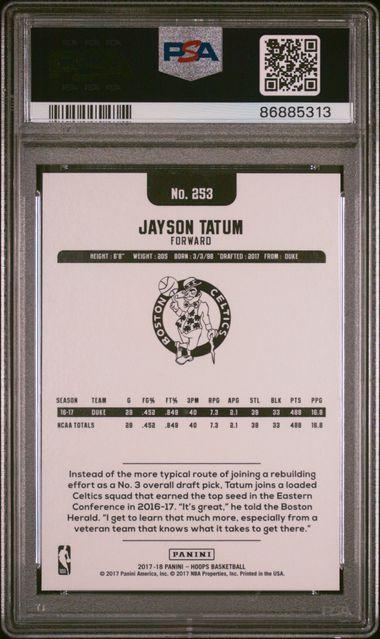 PSA
86885313
No. 253
JAYSON TATUM
FORWARD
HEIGHT: 6'8" WEIGHT: 205 BORN: 3/3/98 DRAFTED: 2017 FROM: DUKE
BOSTON CELTICS
SEASON TEAM G FG% FT% 3PM RPG APG STL BLK PTS PPG
16-17 DUKE 29 .452 .849 40 7.3 2.1 39 33 488 16.8
NCAA TOTALS 29 .452 .849 40 7.3 2.1 39 33 488 16.8
Instead of the more typical route of joining a rebuilding
effort as a No. 3 overall draft pick, Tatum joins a loaded
Celtics squad that earned the top seed in the Eastern
Conference in 2016-17. “It's great,” he told the Boston
Herald. “I get to learn that much more, especially from a
veteran team that knows what it takes to get there.”
PANINI
2017-18 PANINI - HOOPS BASKETBALL
© 2017 Panini America, Inc. © 2017 NBA Properties, Inc. Printed in the USA.
PSA